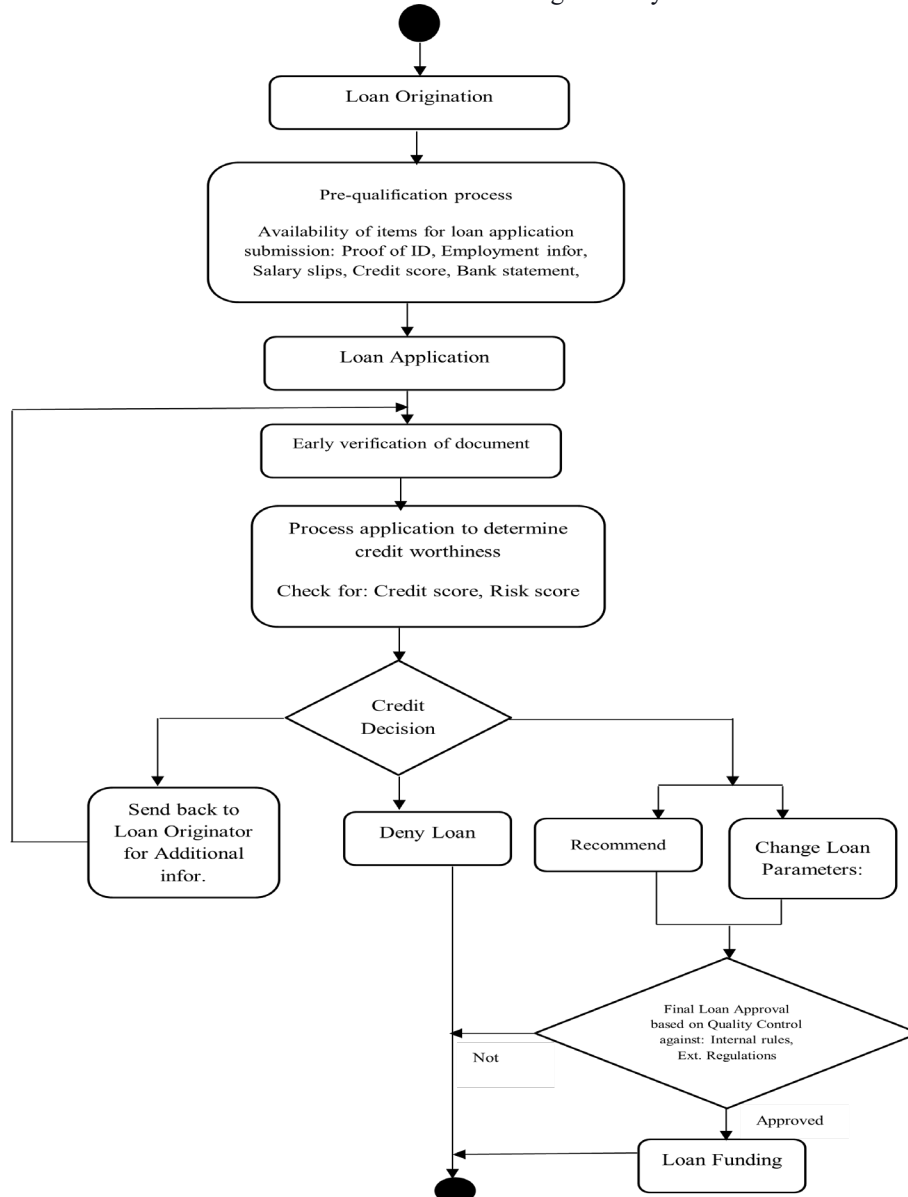 Loan Origination
Pre-qualification process
Availability of items for loan application
submission: Proof of ID, Employment infor,
Salary slips, Credit score, Bank statement,
Loan Application
Early verification of document
Process application to determine
credit worthiness
Check for: Credit score, Risk score
Credit
Decision
Send back to
Loan Originator
for Additional
infor.
Deny Loan
Recommend
Change Loan
Parameters:
Final Loan Approval
based on Quality Control
against: Internal rules,
Ext. Regulations
Not
Approved
Loan Funding